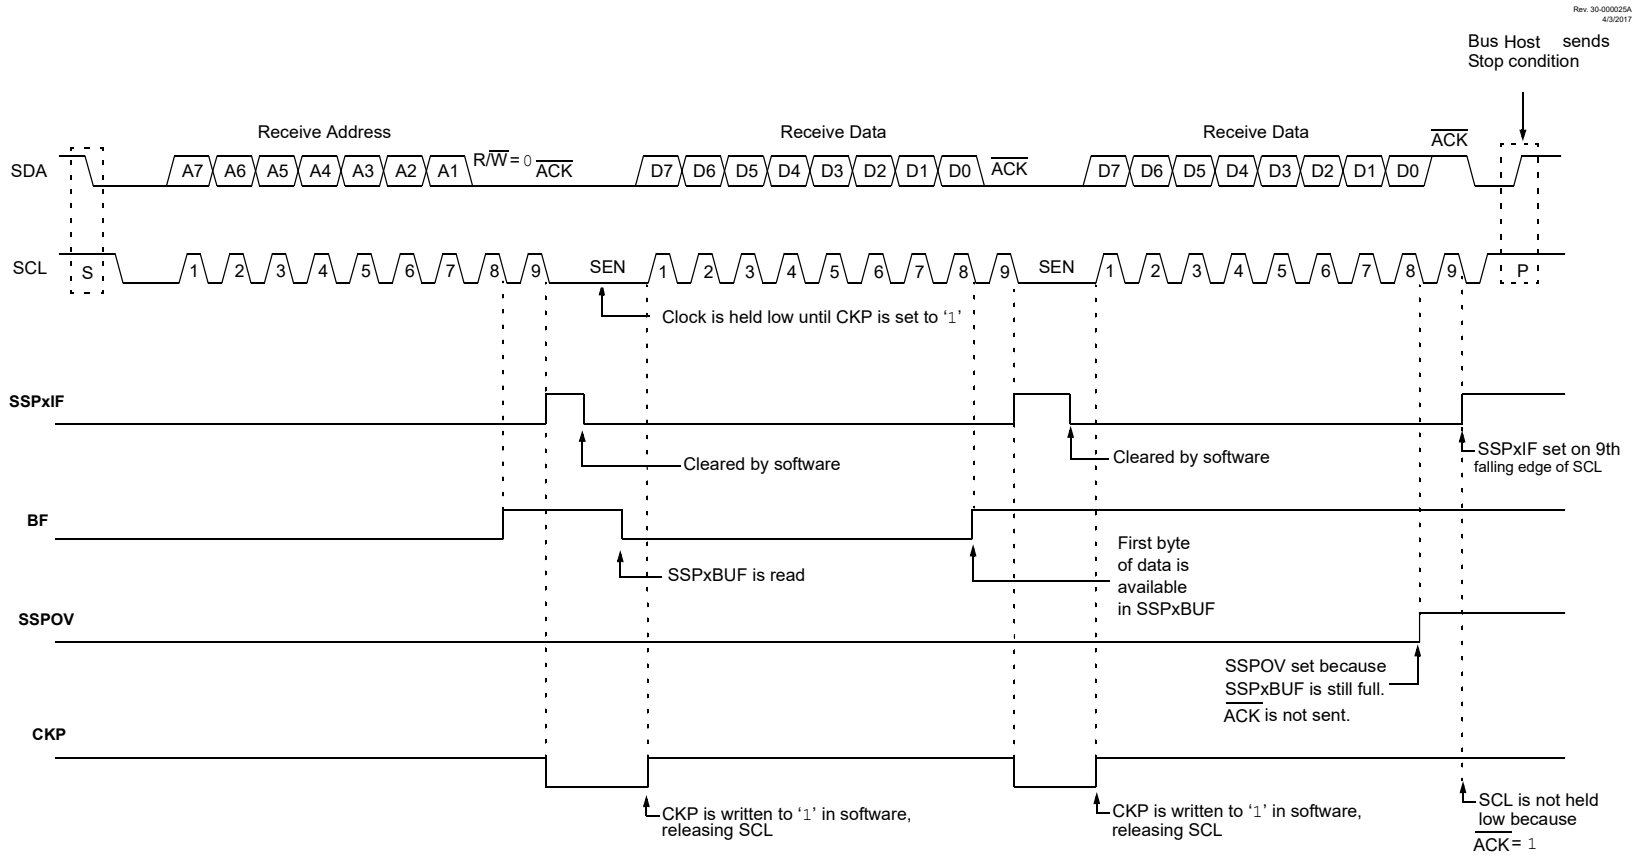 Rev. 30-000025A
4/3/2017
Bus Host sends
Stop condition
Receive Address
Receive Data
Receive Data
ACK
SDA
A7 A6 A5 A4 A3 A2 A1 R/W = 0 ACK
D7 D6 D5 D4 D3 D2 D1 D0 ACK
D7 D6 D5 D4 D3 D2 D1 D0
SCL
S 1 2 3 4 5 6 7 8 9 SEN 1 2 3 4 5 6 7 8 9 SEN 1 2 3 4 5 6 7 8 9 P
Clock is held low until CKP is set to ‘1’
SSPxIF
Cleared by software
Cleared by software
SSPxIF set on 9th
falling edge of SCL
BF
SSPxBUF is read
First byte
of data is
available
in SSPxBUF
SSPOV
SSPOV set because
SSPxBUF is still full.
ACK is not sent.
CKP
CKP is written to ‘1’ in software,
releasing SCL
CKP is written to ‘1’ in software,
releasing SCL
SCL is not held
low because
ACK = 1